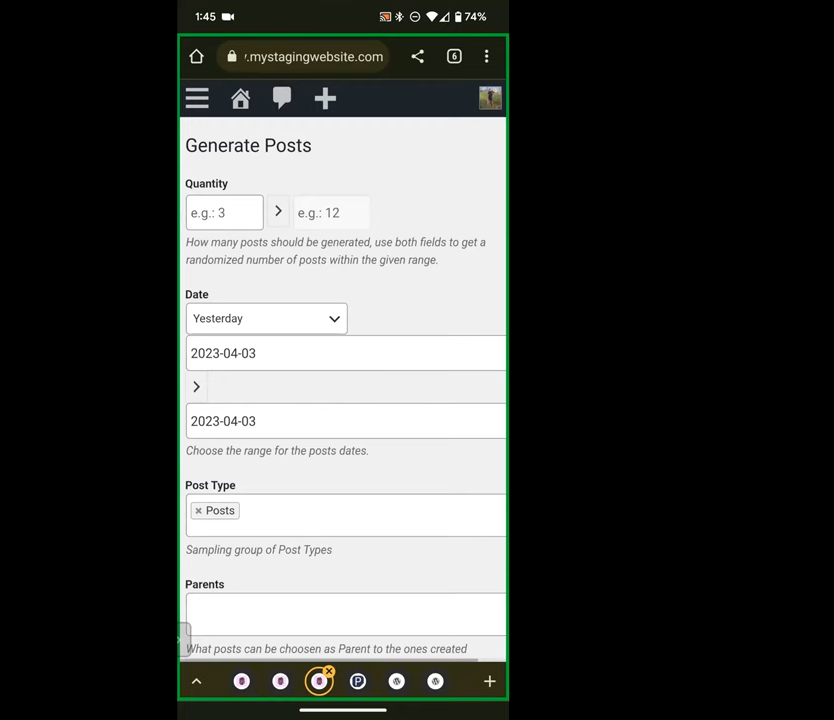 1:45
74%
.mystagingwebsite.com
6
Generate Posts
Quantity
e.g.: 3
e.g.: 12
How many posts should be generated, use both fields to get a
randomized number of posts within the given range.
Date
Yesterday
2023-04-03
2023-04-03
Choose the range for the posts dates.
Post Type
× Posts
Sampling group of Post Types
Parents
What posts can be choosen as Parent to the ones created